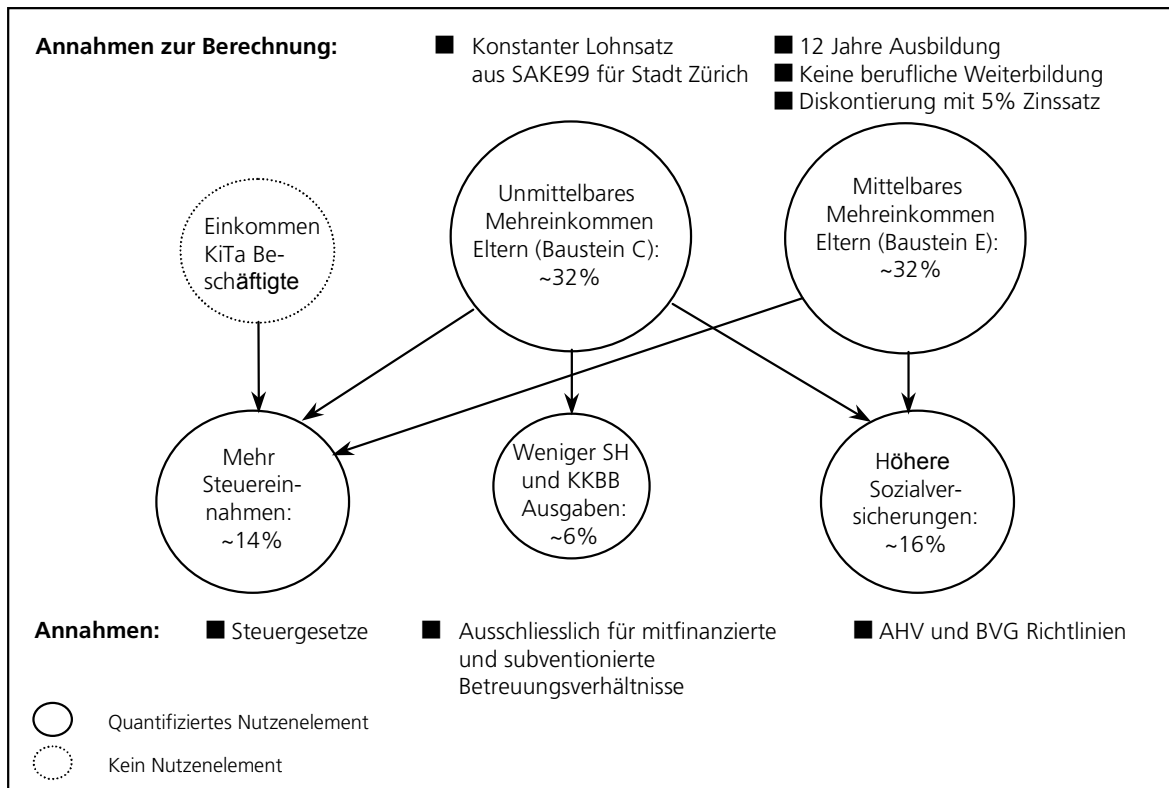 Annahmen zur Berechnung:
■ Konstanter Lohnsatz
aus SAKE99 für Stadt Zürich
■ 12 Jahre Ausbildung
■ Keine berufliche Weiterbildung
■ Diskontierung mit 5% Zinssatz
Einkommen
KiTa Be-
schäftigte
Unmittelbares
Mehreinkommen
Eltern (Baustein C):
~32%
Mittelbares
Mehreinkommen
Eltern (Baustein E):
~32%
Mehr
Steuerein-
nahmen:
~14%
Weniger SH
und KKBB
Ausgaben:
~6%
Höhere
Sozialver-
sicherungen:
~16%
Annahmen:
■ Steuergesetze
■ Ausschliesslich für mitfinanzierte
und subventionierte
Betreuungsverhältnisse
■ AHV und BVG Richtlinien
Quantifiziertes Nutzenelement
Kein Nutzenelement